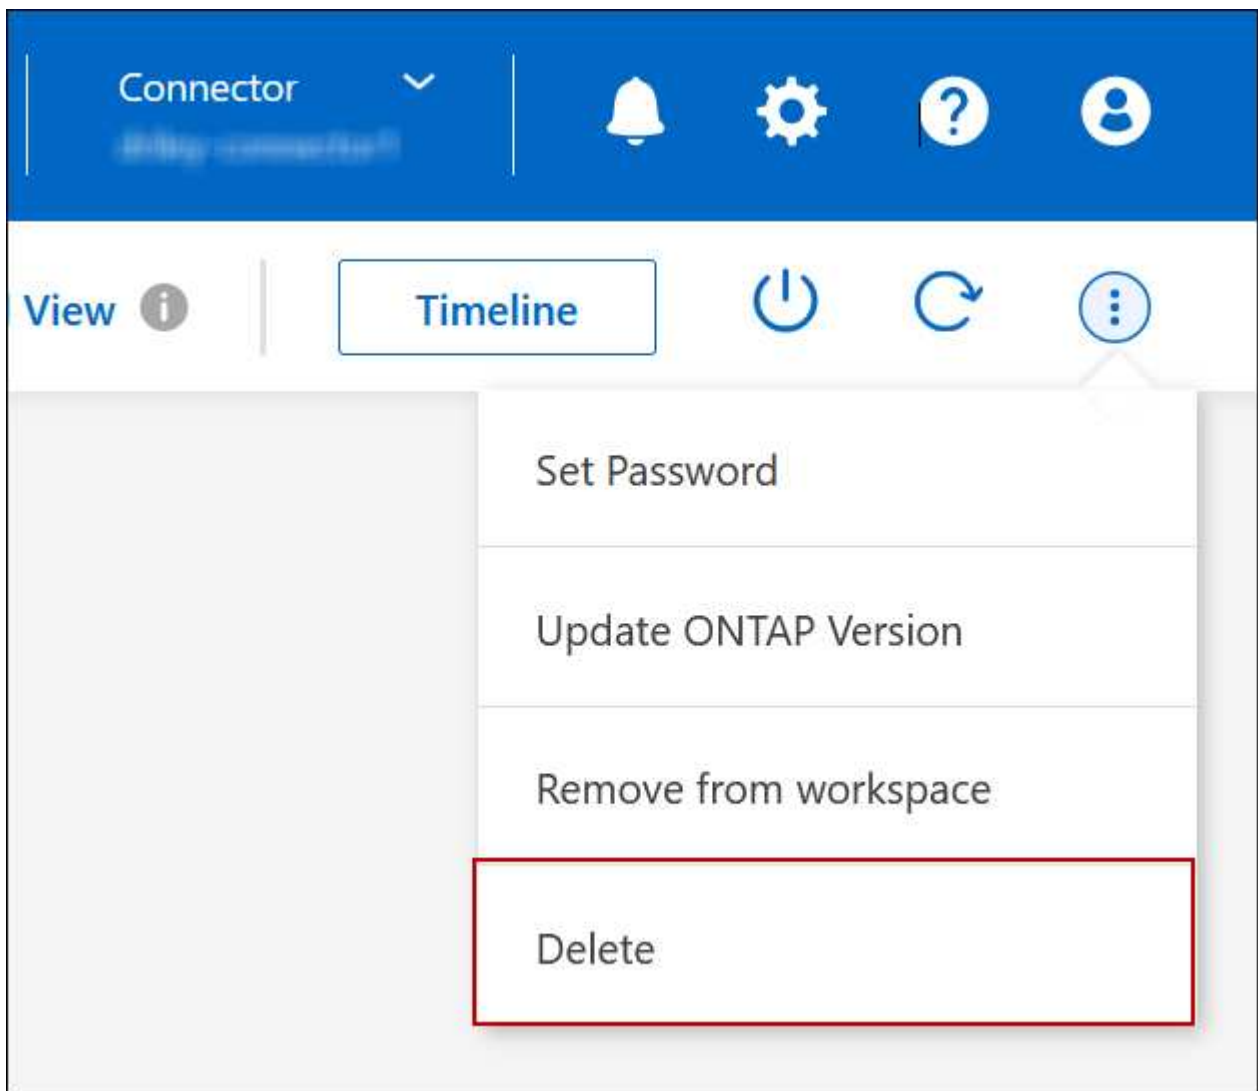 Connector
View
Timeline
Set Password
Update ONTAP Version
Remove from workspace
Delete